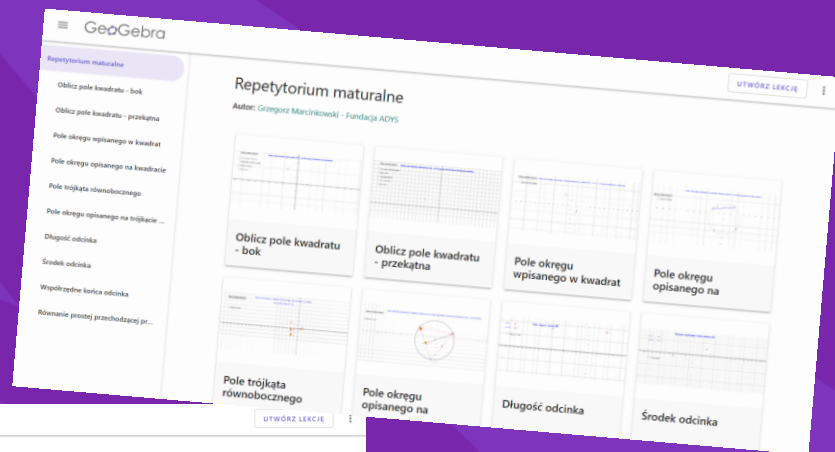 GeoGebra
Repetytorium maturalne
Oblicz pole kwadratu - bok
Oblicz pole kwadratu - przekątna
Pole okręgu wpisanego w kwadrat
Pole okręgu opisanego na kwadracie
Pole trójkąta równobocznego
Pole okręgu opisanego na trójkącie ...
Długość odcinka
Środek odcinka
Współrzędne końca odcinka
Równanie prostej przechodzącej pr...
UTWÓRZ LEKCJĘ
Repetytorium maturalne
Autor: Grzegorz Marcinkowski - Fundacja ADYS
Oblicz pole kwadratu
- bok
Oblicz pole kwadratu
- przekątna
Pole okręgu
wpisanego w kwadrat
Pole okręgu
opisanego na
Pole trójkąta
równobocznego
Pole okręgu
opisanego na
Długość odcinka
Środek odcinka
UTWÓRZ LEKCJĘ